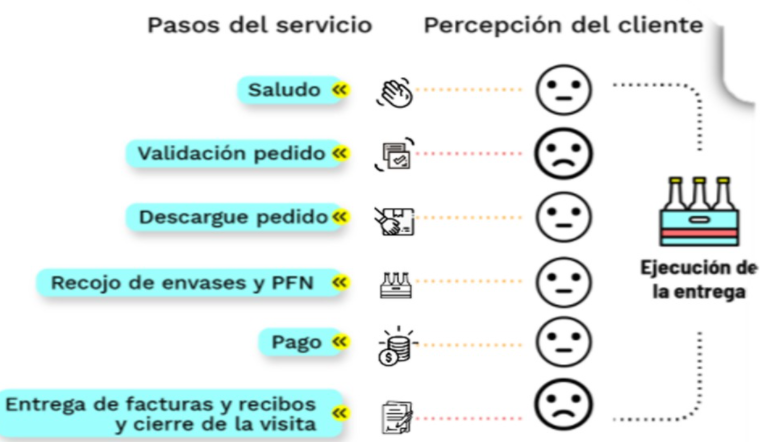 Pasos del servicio
Percepción del cliente
Saludo
Validación pedido
Descargue pedido
Recojo de envases y PFN
Pago
Entrega de facturas y recibos
y cierre de la visita
Ejecución de
la entrega